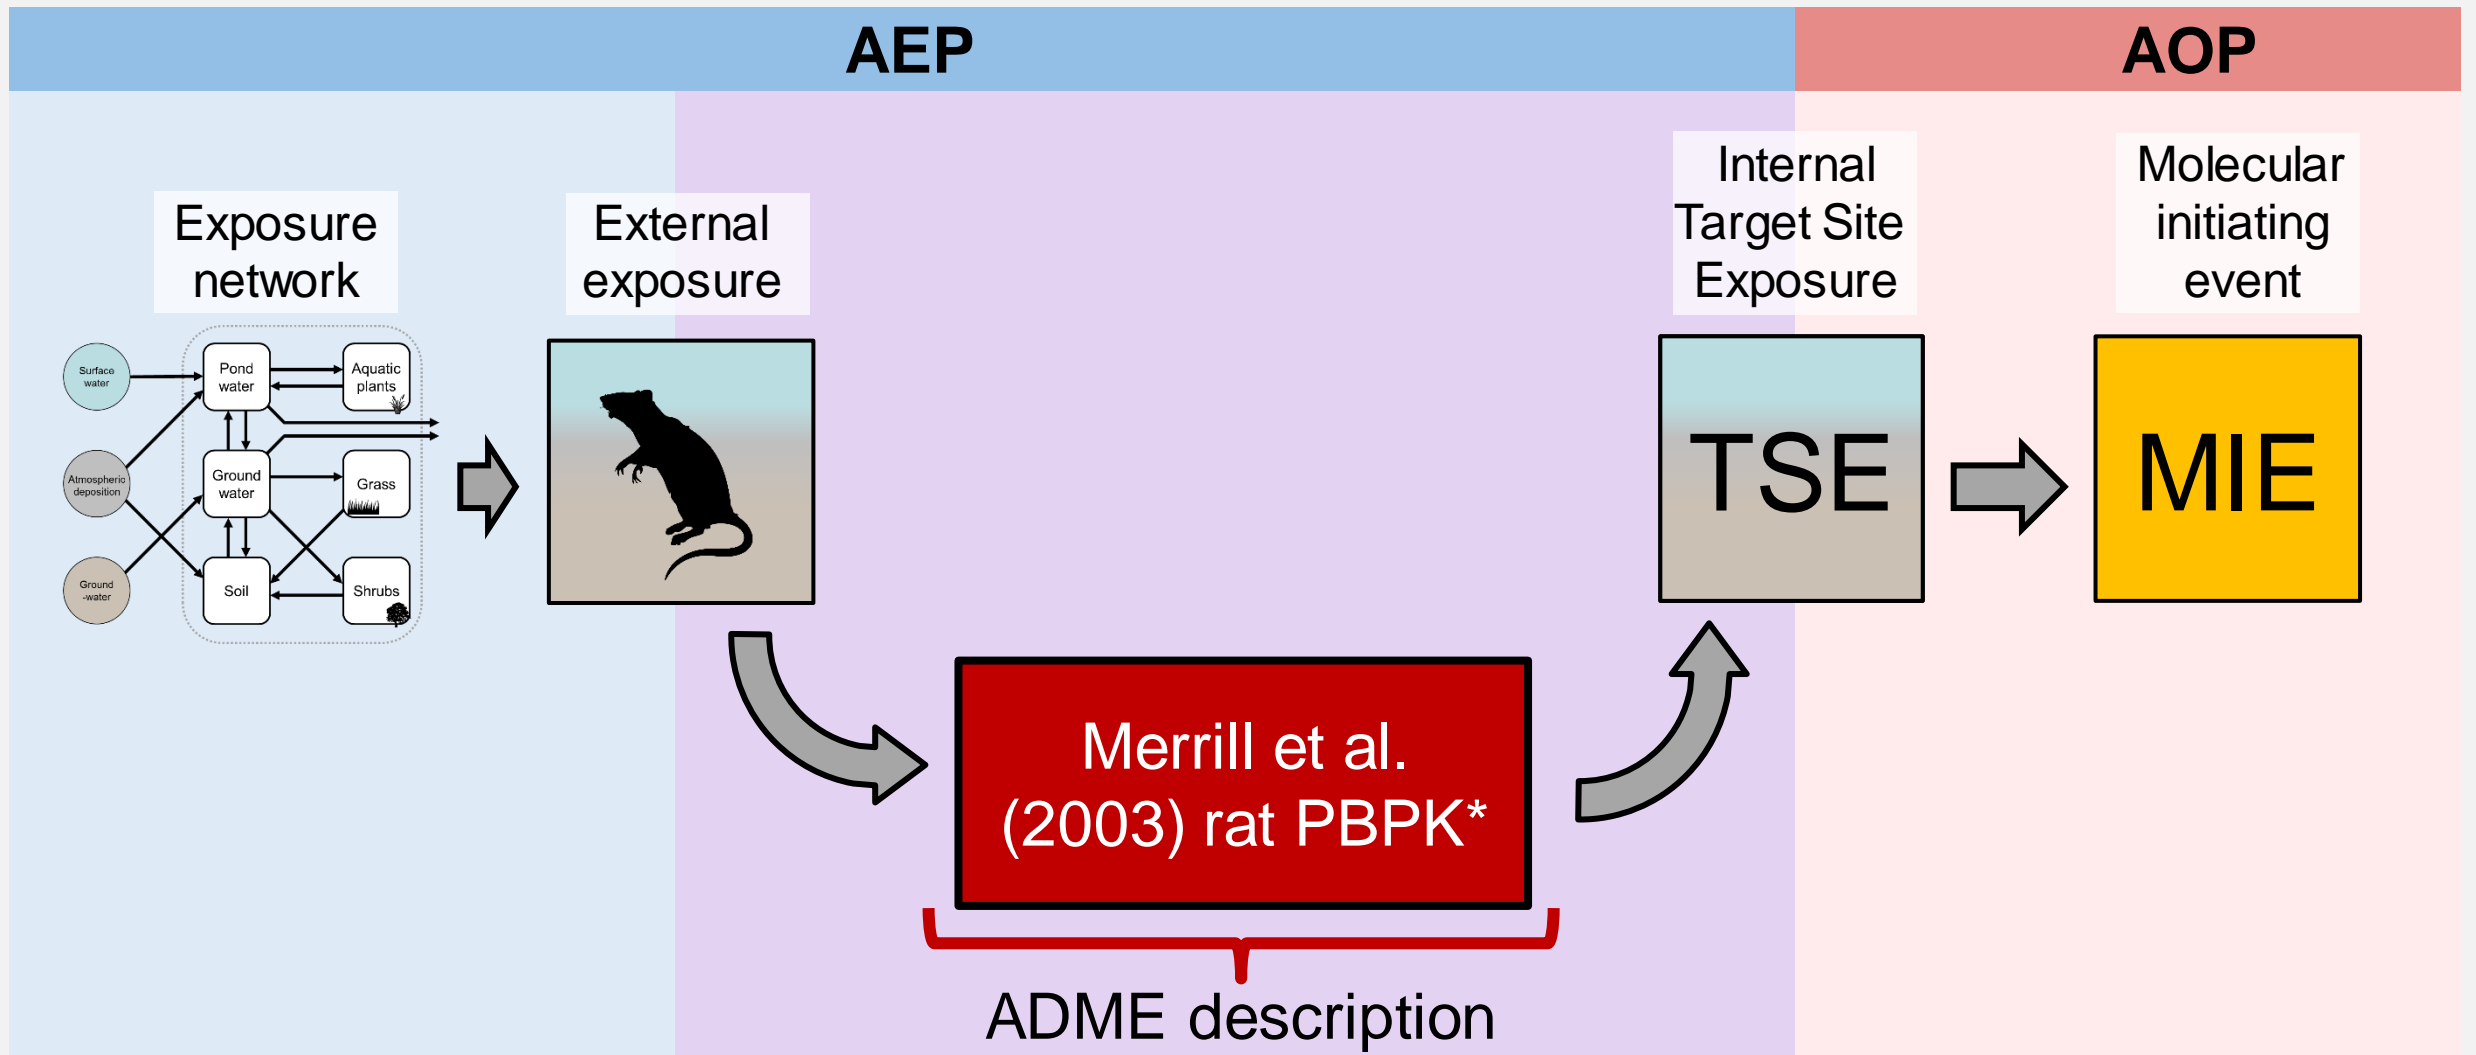 AEP
AOP
Exposure
network
External
exposure
Internal
Target Site
Exposure
Molecular
initiating
event
Surface
water
Pond
water
Aquatic
plants
Atmospheric
deposition
Ground
water
Grass
Ground
-water
Soil
Shrubs
TSE
MIE
Merrill et al.
(2003) rat PBPK*
ADME description